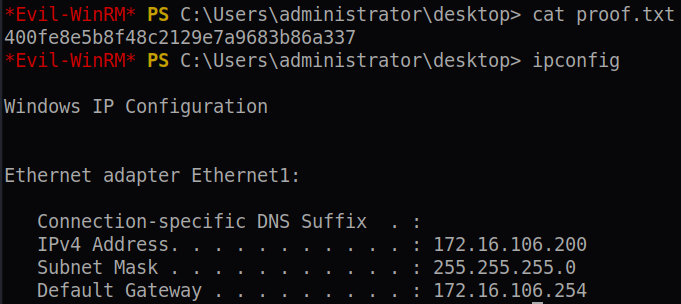 *Evil-WinRM* PS C:\Users\administrator\desktop> cat proof.txt
400fe8e5b8f48c2129e7a9683b86a337
*Evil-WinRM* PS C:\Users\administrator\desktop> ipconfig
Windows IP Configuration
Ethernet adapter Ethernet1:
Connection-specific DNS Suffix  . :
IPv4 Address. . . . . . . . . . . : 172.16.106.200
Subnet Mask . . . . . . . . . . . : 255.255.255.0
Default Gateway . . . . . . . . . : 172.16.106.254